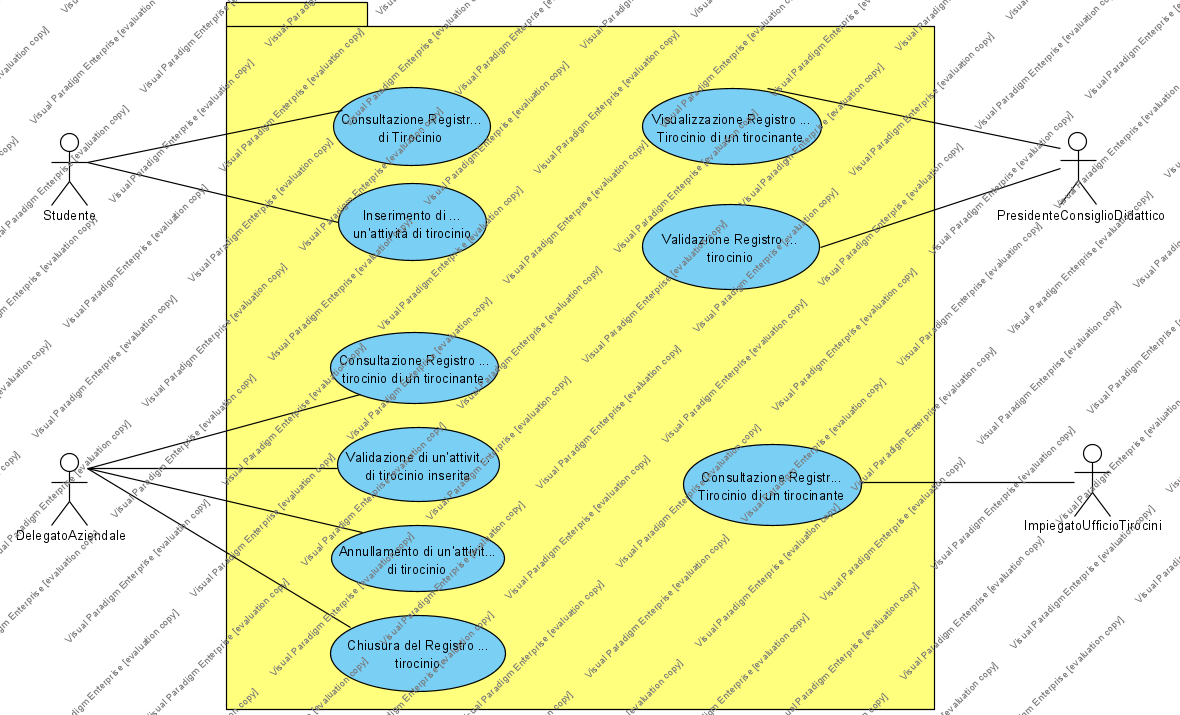 Consultazione Registr...
di Tirocinio
Visualizzazione Registro ...
Tirocinio di un tirocinante
Studente
Inserimento di ...
un'attività di tirocinio
PresidenteConsiglioDidattico
Validazione Registro ...
tirocinio
Consultazione Registro ...
tirocinio di un tirocinante
Validazione di un'attivit...
di tirocinio inserita
DelegatoAziendale
Consultazione Registr...
Tirocinio di un tirocinante
ImpiegatoUfficioTirocini
Annullamento di un'attivit...
di tirocinio
Chiusura del Registro ...
tirocinio
Visual Paradigm Enterprise [evaluation copy]